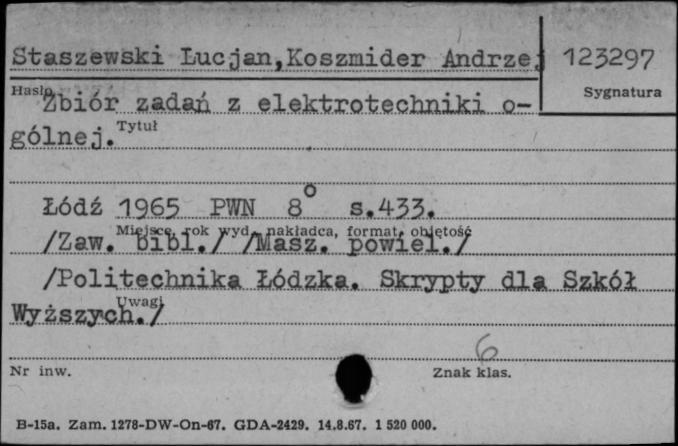 Staszewski Łucjan,Koszmider Andrzej 123297
Hasło Sygnatura
Zbiór zadań z elektrotechniki o-
gólnej. Tytuł
Łódź 1965 PWN 8° s.433.
Miejsce, rok wyd., nakładca, format, objętość
/Zaw. bibl./ /Masz. powiel./
/Politechnika Łódzka. Skrypty dla Szkół
Uwagi
Wyższych./
6
Nr inw. Znak klas.
B-15a. Zam. 1278-DW-On-67. GDA-2429. 14.8.67. 1 520 000.